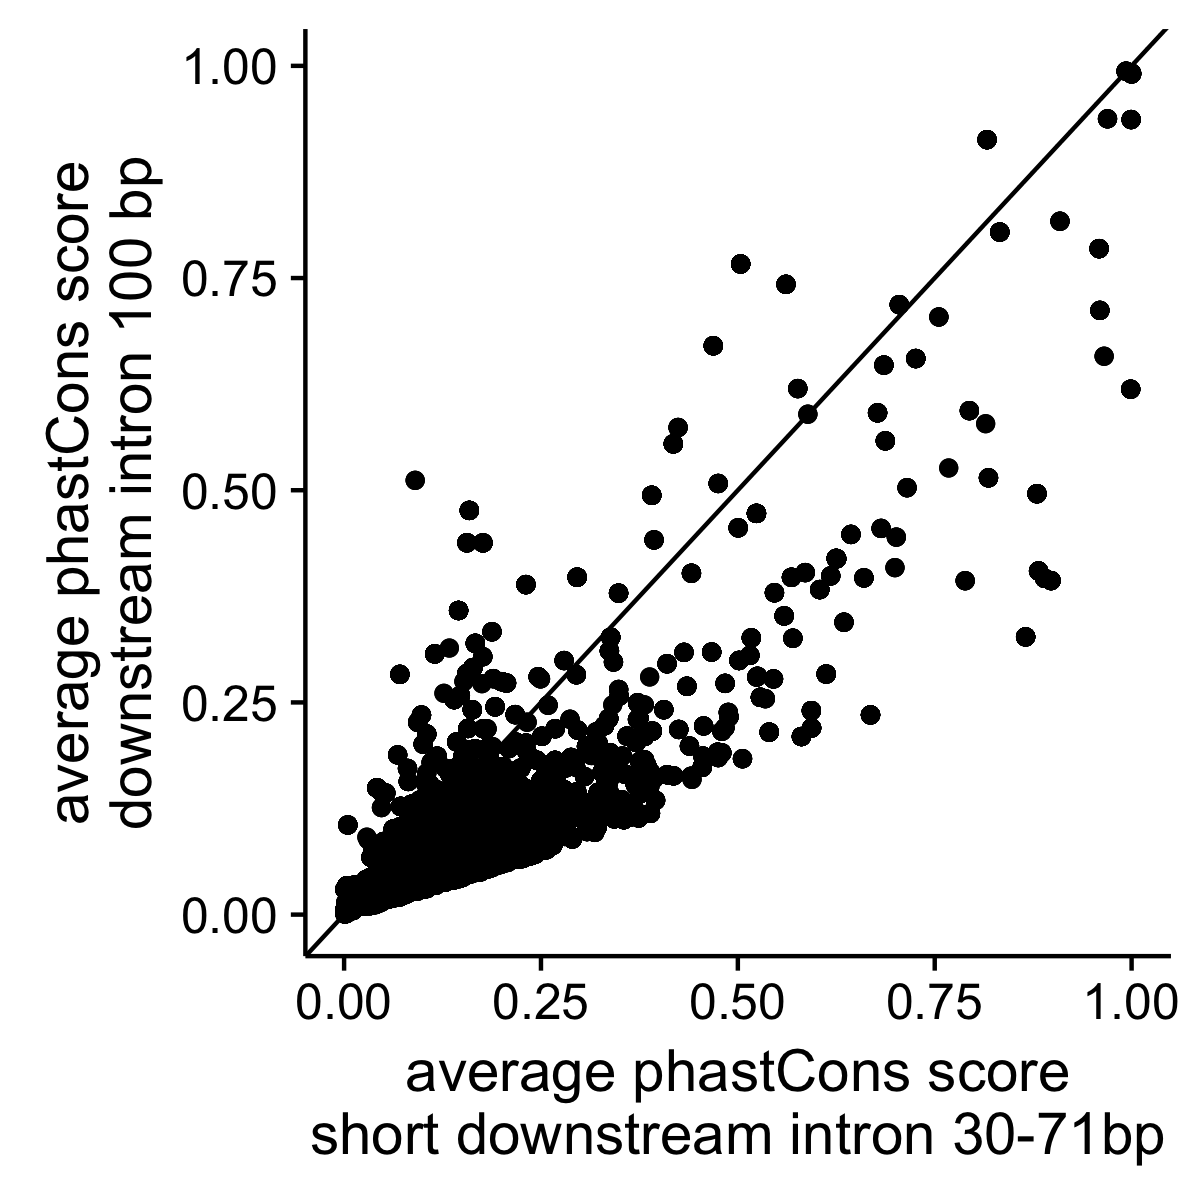 average phastCons score
downstream intron 100 bp
1.00
0.75
0.50
0.25
0.00
0.00 0.25 0.50 0.75 1.00
average phastCons score
short downstream intron 30-71bp